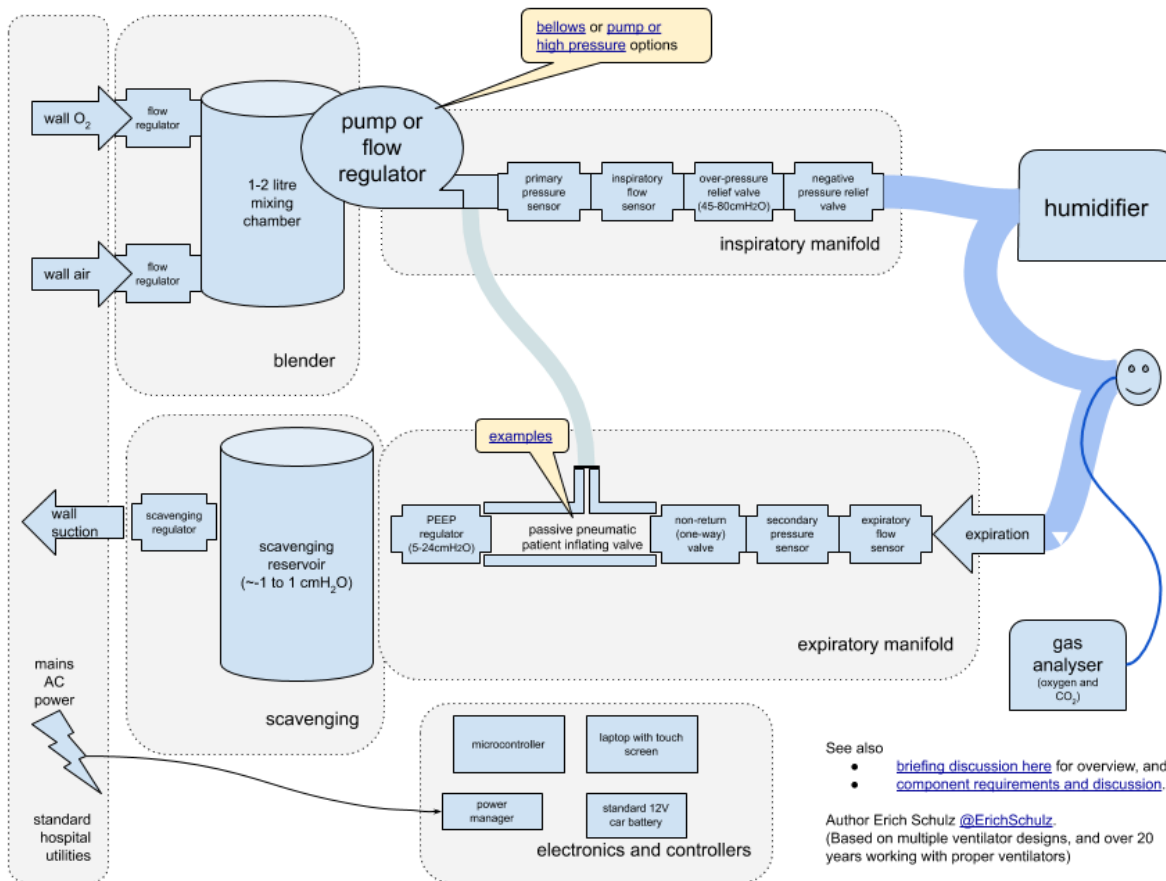 bellows or pump or
high pressure options
wall O₂
flow
regulator
pump or
flow
regulator
1-2 litre
mixing
chamber
primary
pressure
sensor
inspiratory
flow
sensor
over-pressure
relief valve
(45-80cmH2O)
negative
pressure relief
valve
humidifier
inspiratory manifold
wall air
flow
regulator
blender
examples
wall
suction
scavenging
regulator
scavenging
reservoir
(~-1 to 1 cmH₂O)
PEEP
regulator
(5-24cmH2O)
passive pneumatic
patient inflating valve
non-return
(one-way)
valve
secondary
pressure
sensor
expiratory
flow
sensor
expiration
expiratory manifold
gas
analyser
(oxygen and
CO₂)
scavenging
mains
AC
power
microcontroller
laptop with touch
screen
power
manager
standard 12V
car battery
electronics and controllers
standard
hospital
utilities
See also
● briefing discussion here for overview, and
● component requirements and discussion.
Author Erich Schulz @ErichSchulz.
(Based on multiple ventilator designs, and over 20
years working with proper ventilators)